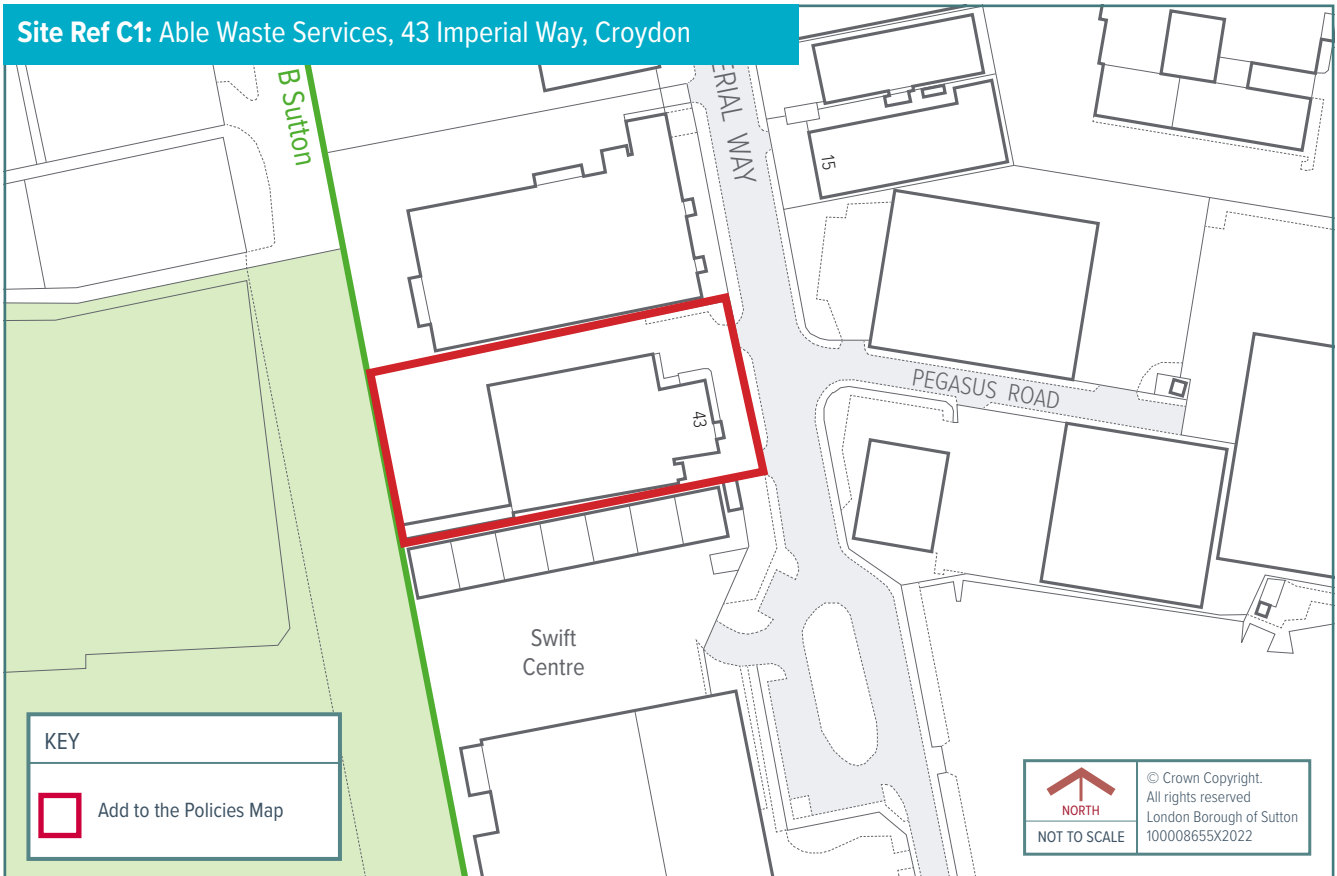 Site Ref C1: Able Waste Services, 43 Imperial Way, Croydon
B Sutton
ERIAL WAY
15
PEGASUS ROAD
43
Swift
Centre
KEY
Add to the Policies Map
NORTH
NOT TO SCALE
© Crown Copyright.
All rights reserved
London Borough of Sutton
100008655X2022